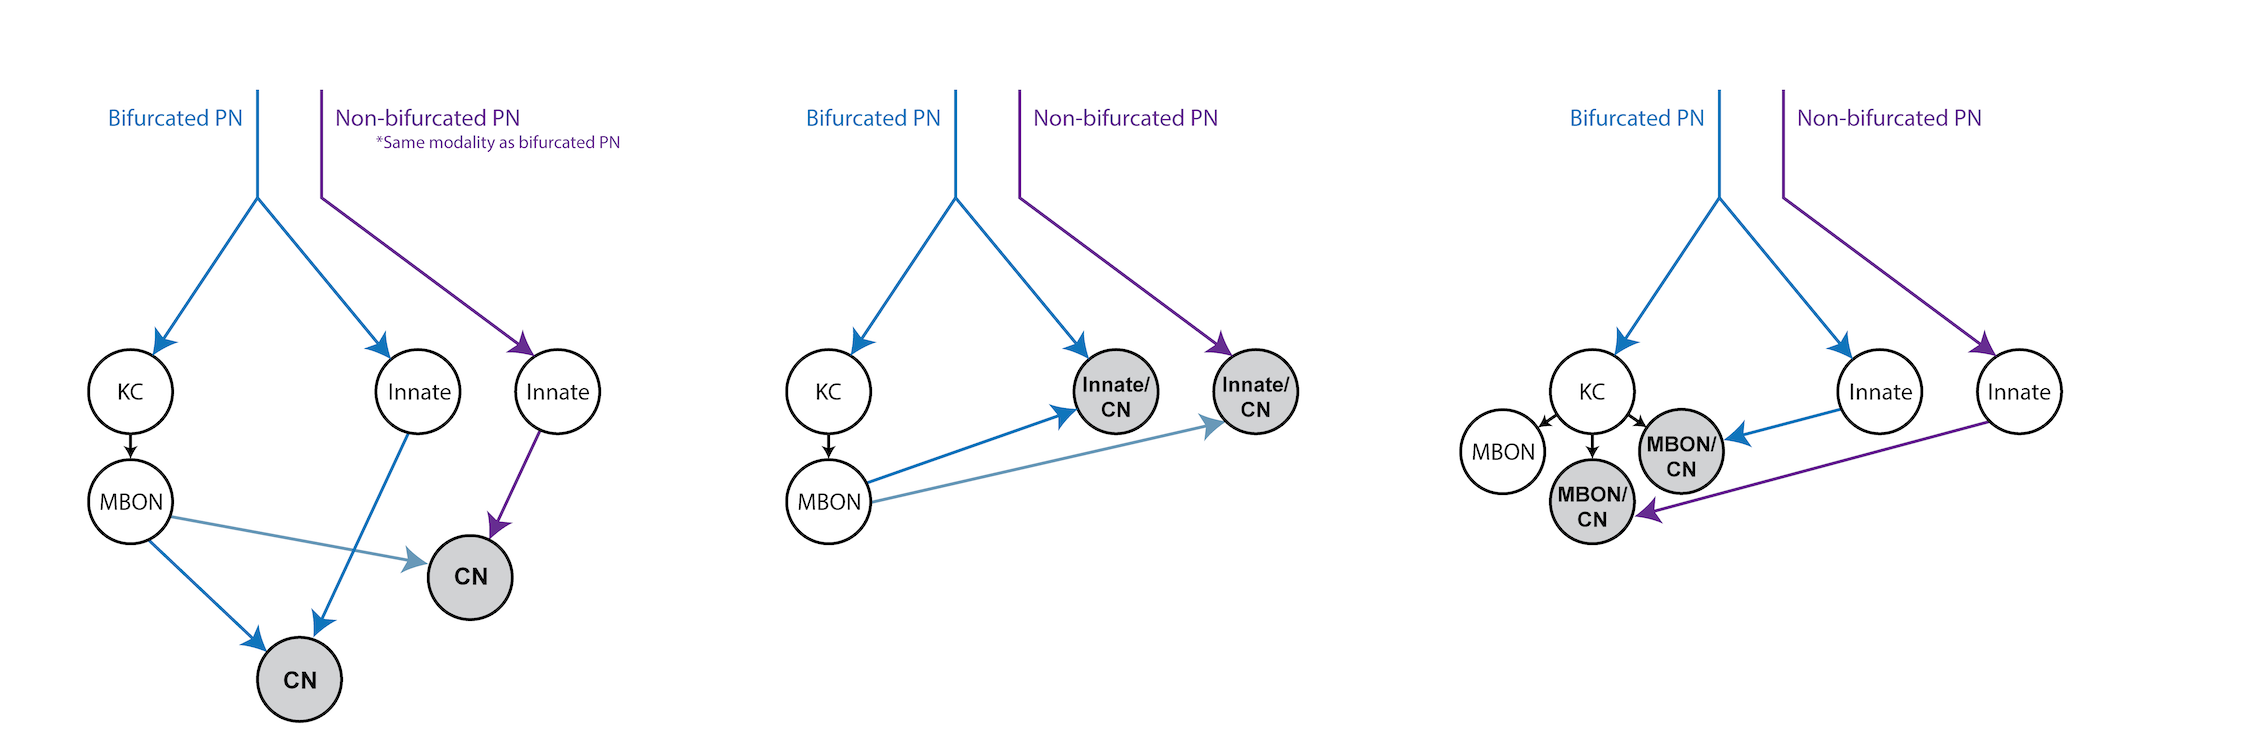 Bifurcated PN
Non-bifurcated PN
*Same modality as bifurcated PN
KC
Innate
Innate
MBON
CN
CN
Bifurcated PN
Non-bifurcated PN
KC
Innate/
CN
Innate/
CN
MBON
Bifurcated PN
Non-bifurcated PN
KC
Innate
Innate
MBON
MBON/
CN
MBON/
CN